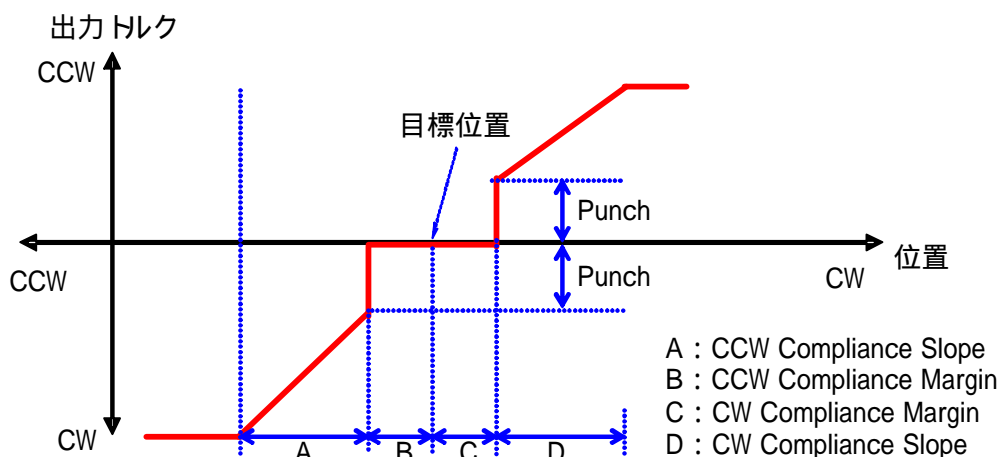 出力トルク
CCW
目標位置
Punch
位置
CCW
Punch
CW
A : CCW Compliance Slope
B : CCW Compliance Margin
C : CW Compliance Margin
D : CW Compliance Slope
CW
A B C D